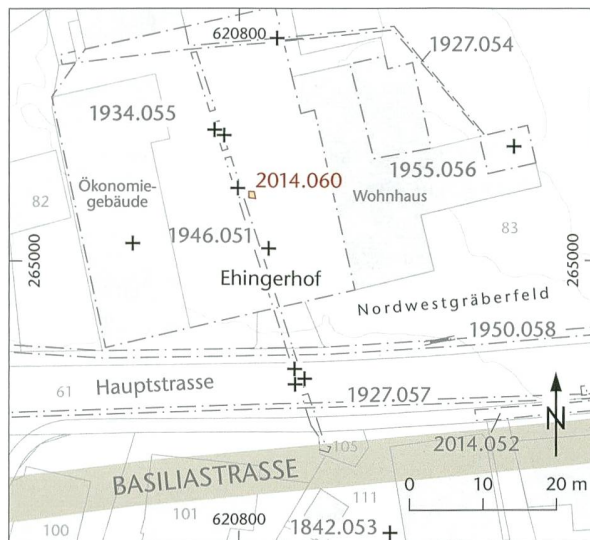 620800
1927.054
1934.055
1955.056
Ökonomie-
gebäude
2014.060
Wohnhaus
82
83
1946.051
265000
265000
Ehingerhof
Nordwestgräberfeld
1950.058
61
Hauptstrasse
1927.057
N
105
2014.052
BASILIASTRASSE
100
101
620800
111
1842.053
0 10 20 m